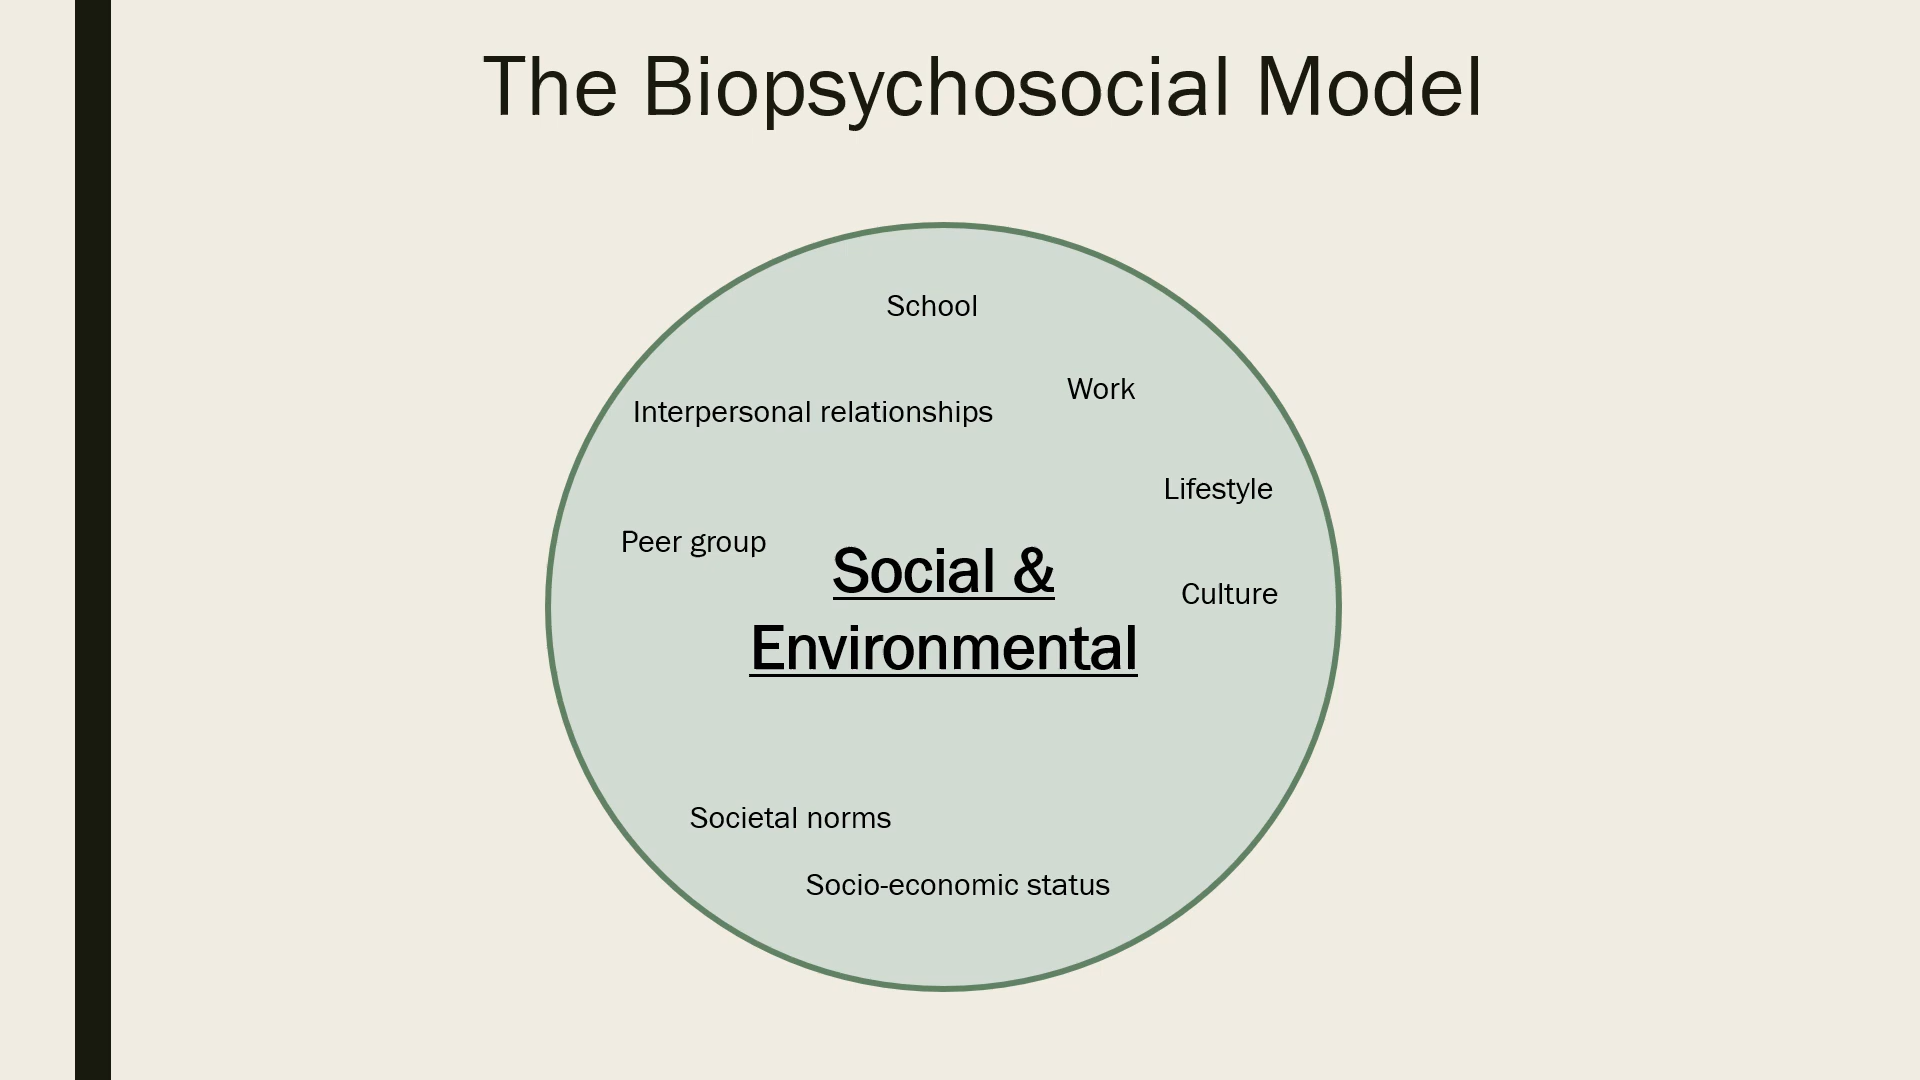 The Biopsychosocial Model
School
Work
Interpersonal relationships
Lifestyle
Peer group
Social &
Environmental
Culture
Societal norms
Socio-economic status